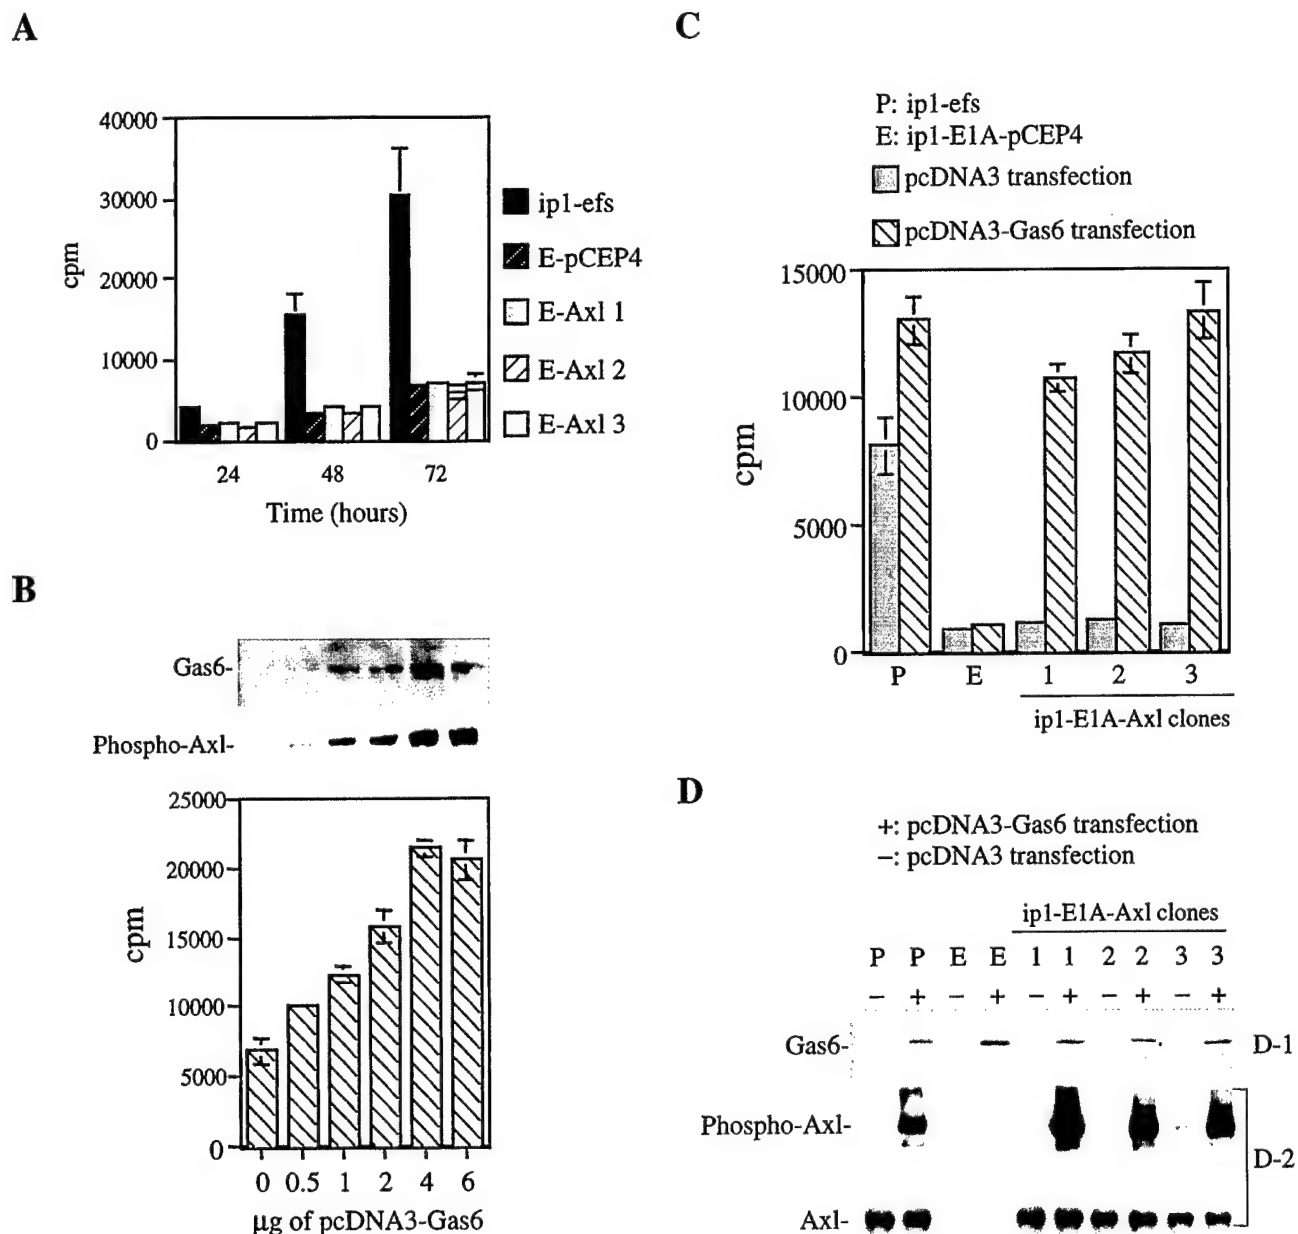 A
40000
30000
20000
10000
0
cpm
24 48 72
Time (hours)
ip1-efs
E-pCEP4
E-Axl 1
E-Axl 2
E-Axl 3
B
Gas6-
Phospho-Axl-
25000
20000
15000
10000
5000
0
cpm
0 0.5 1 2 4 6
µg of pcDNA3-Gas6
C
P: ip1-efs
E: ip1-E1A-pCEP4
pcDNA3 transfection
pcDNA3-Gas6 transfection
15000
10000
5000
0
cpm
P E 1 2 3
ip1-E1A-Axl clones
D
+: pcDNA3-Gas6 transfection
−: pcDNA3 transfection
ip1-E1A-Axl clones
P P E E 1 1 2 2 3 3
− + − + − + − + − +
Gas6- D-1
Phospho-Axl-
D-2
Axl-